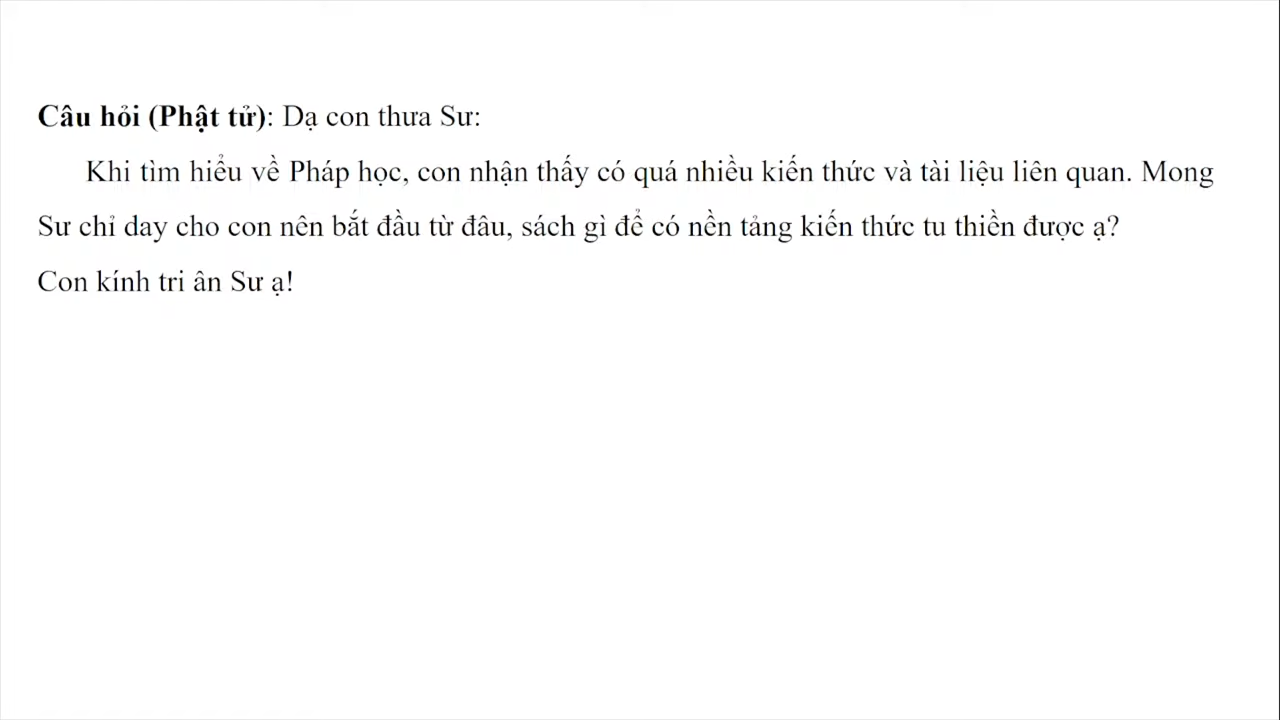 Câu hỏi (Phật tử): Dạ con thưa Sư:
Khi tìm hiểu về Pháp học, con nhận thấy có quá nhiều kiến thức và tài liệu liên quan. Mong
Sư chỉ day cho con nên bắt đầu từ đâu, sách gì để có nền tảng kiến thức tu thiền được ạ?
Con kính tri ân Sư ạ!